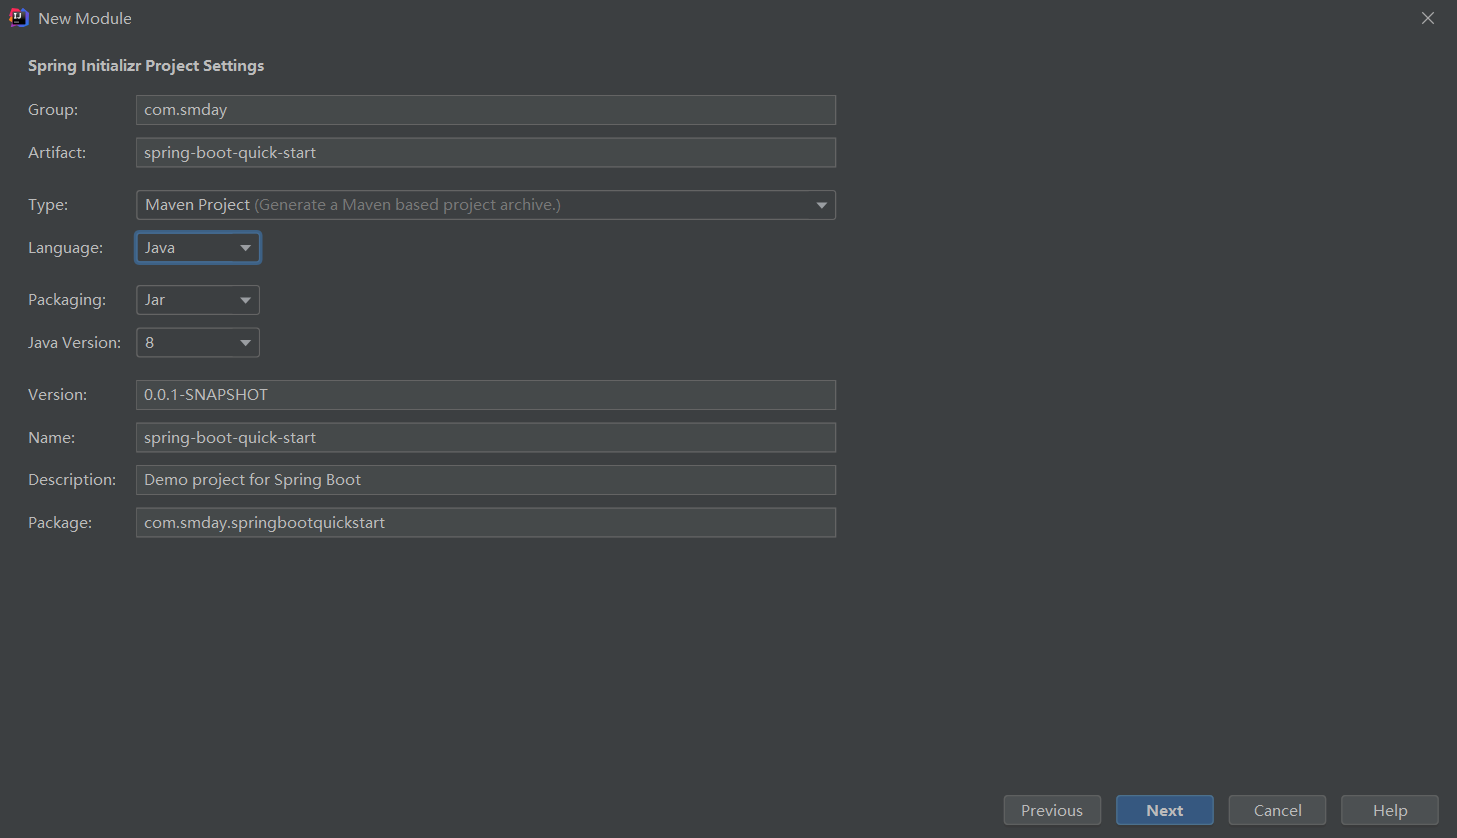 New Module
Spring Initializr Project Settings
Group: com.smday
Artifact: spring-boot-quick-start
Type: Maven Project (Generate a Maven based project archive.)
Language: Java
Packaging: Jar
Java Version: 8
Version: 0.0.1-SNAPSHOT
Name: spring-boot-quick-start
Description: Demo project for Spring Boot
Package: com.smday.springbootquickstart
Previous Next Cancel Help